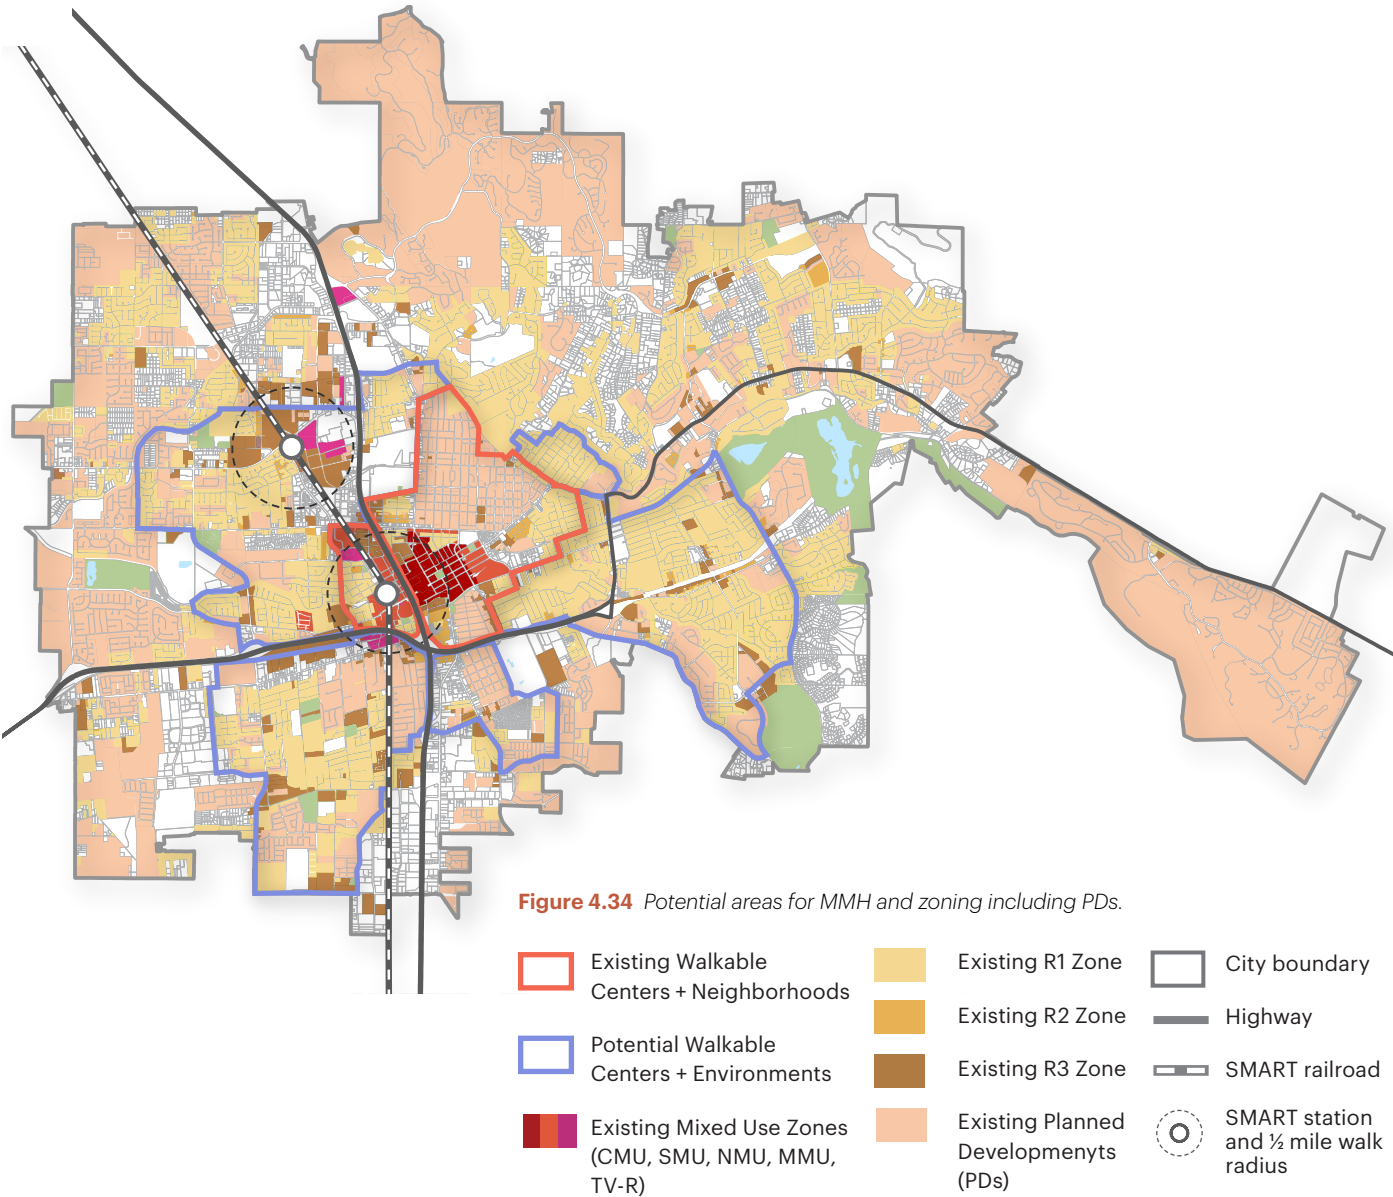 Figure 4.34 Potential areas for MMH and zoning including PDs.
Existing Walkable
Centers + Neighborhoods
Potential Walkable
Centers + Environments
Existing Mixed Use Zones
(CMU, SMU, NMU, MMU,
TV-R)
Existing R1 Zone
Existing R2 Zone
Existing R3 Zone
Existing Planned
Developmenyts
(PDs)
City boundary
Highway
SMART railroad
SMART station
and ½ mile walk
radius